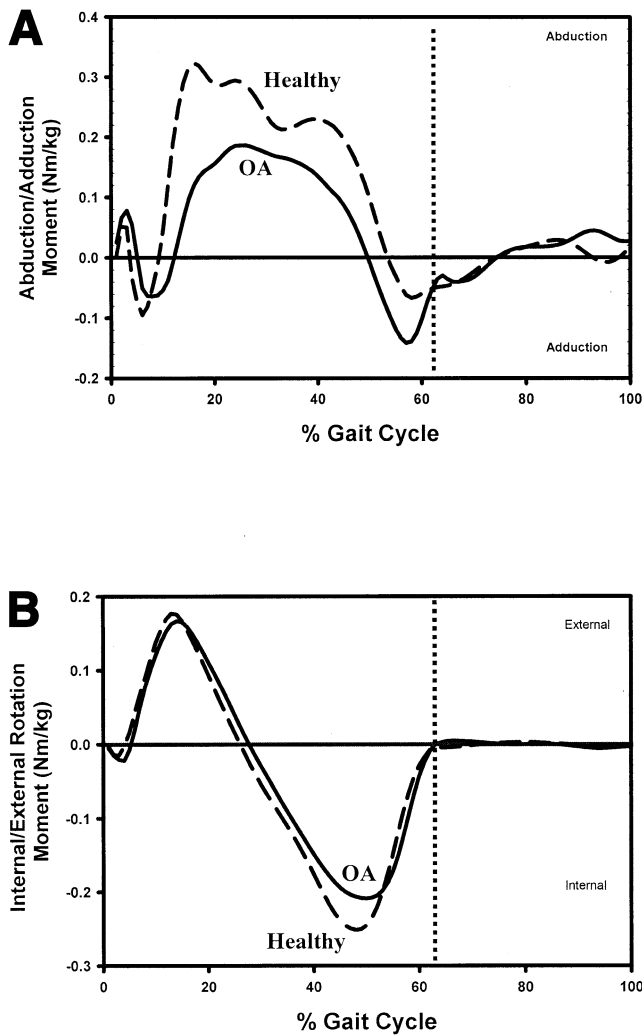 A
Abduction/Adduction
Moment (Nm/kg)
0.4
0.3
0.2
0.1
0.0
-0.1
-0.2
Abduction
Healthy
OA
Adduction
0
20
40
60
80
100
% Gait Cycle
B
Internal/External Rotation
Moment (Nm/kg)
0.2
0.1
0.0
-0.1
-0.2
-0.3
External
OA
Healthy
Internal
0
20
40
60
80
100
% Gait Cycle